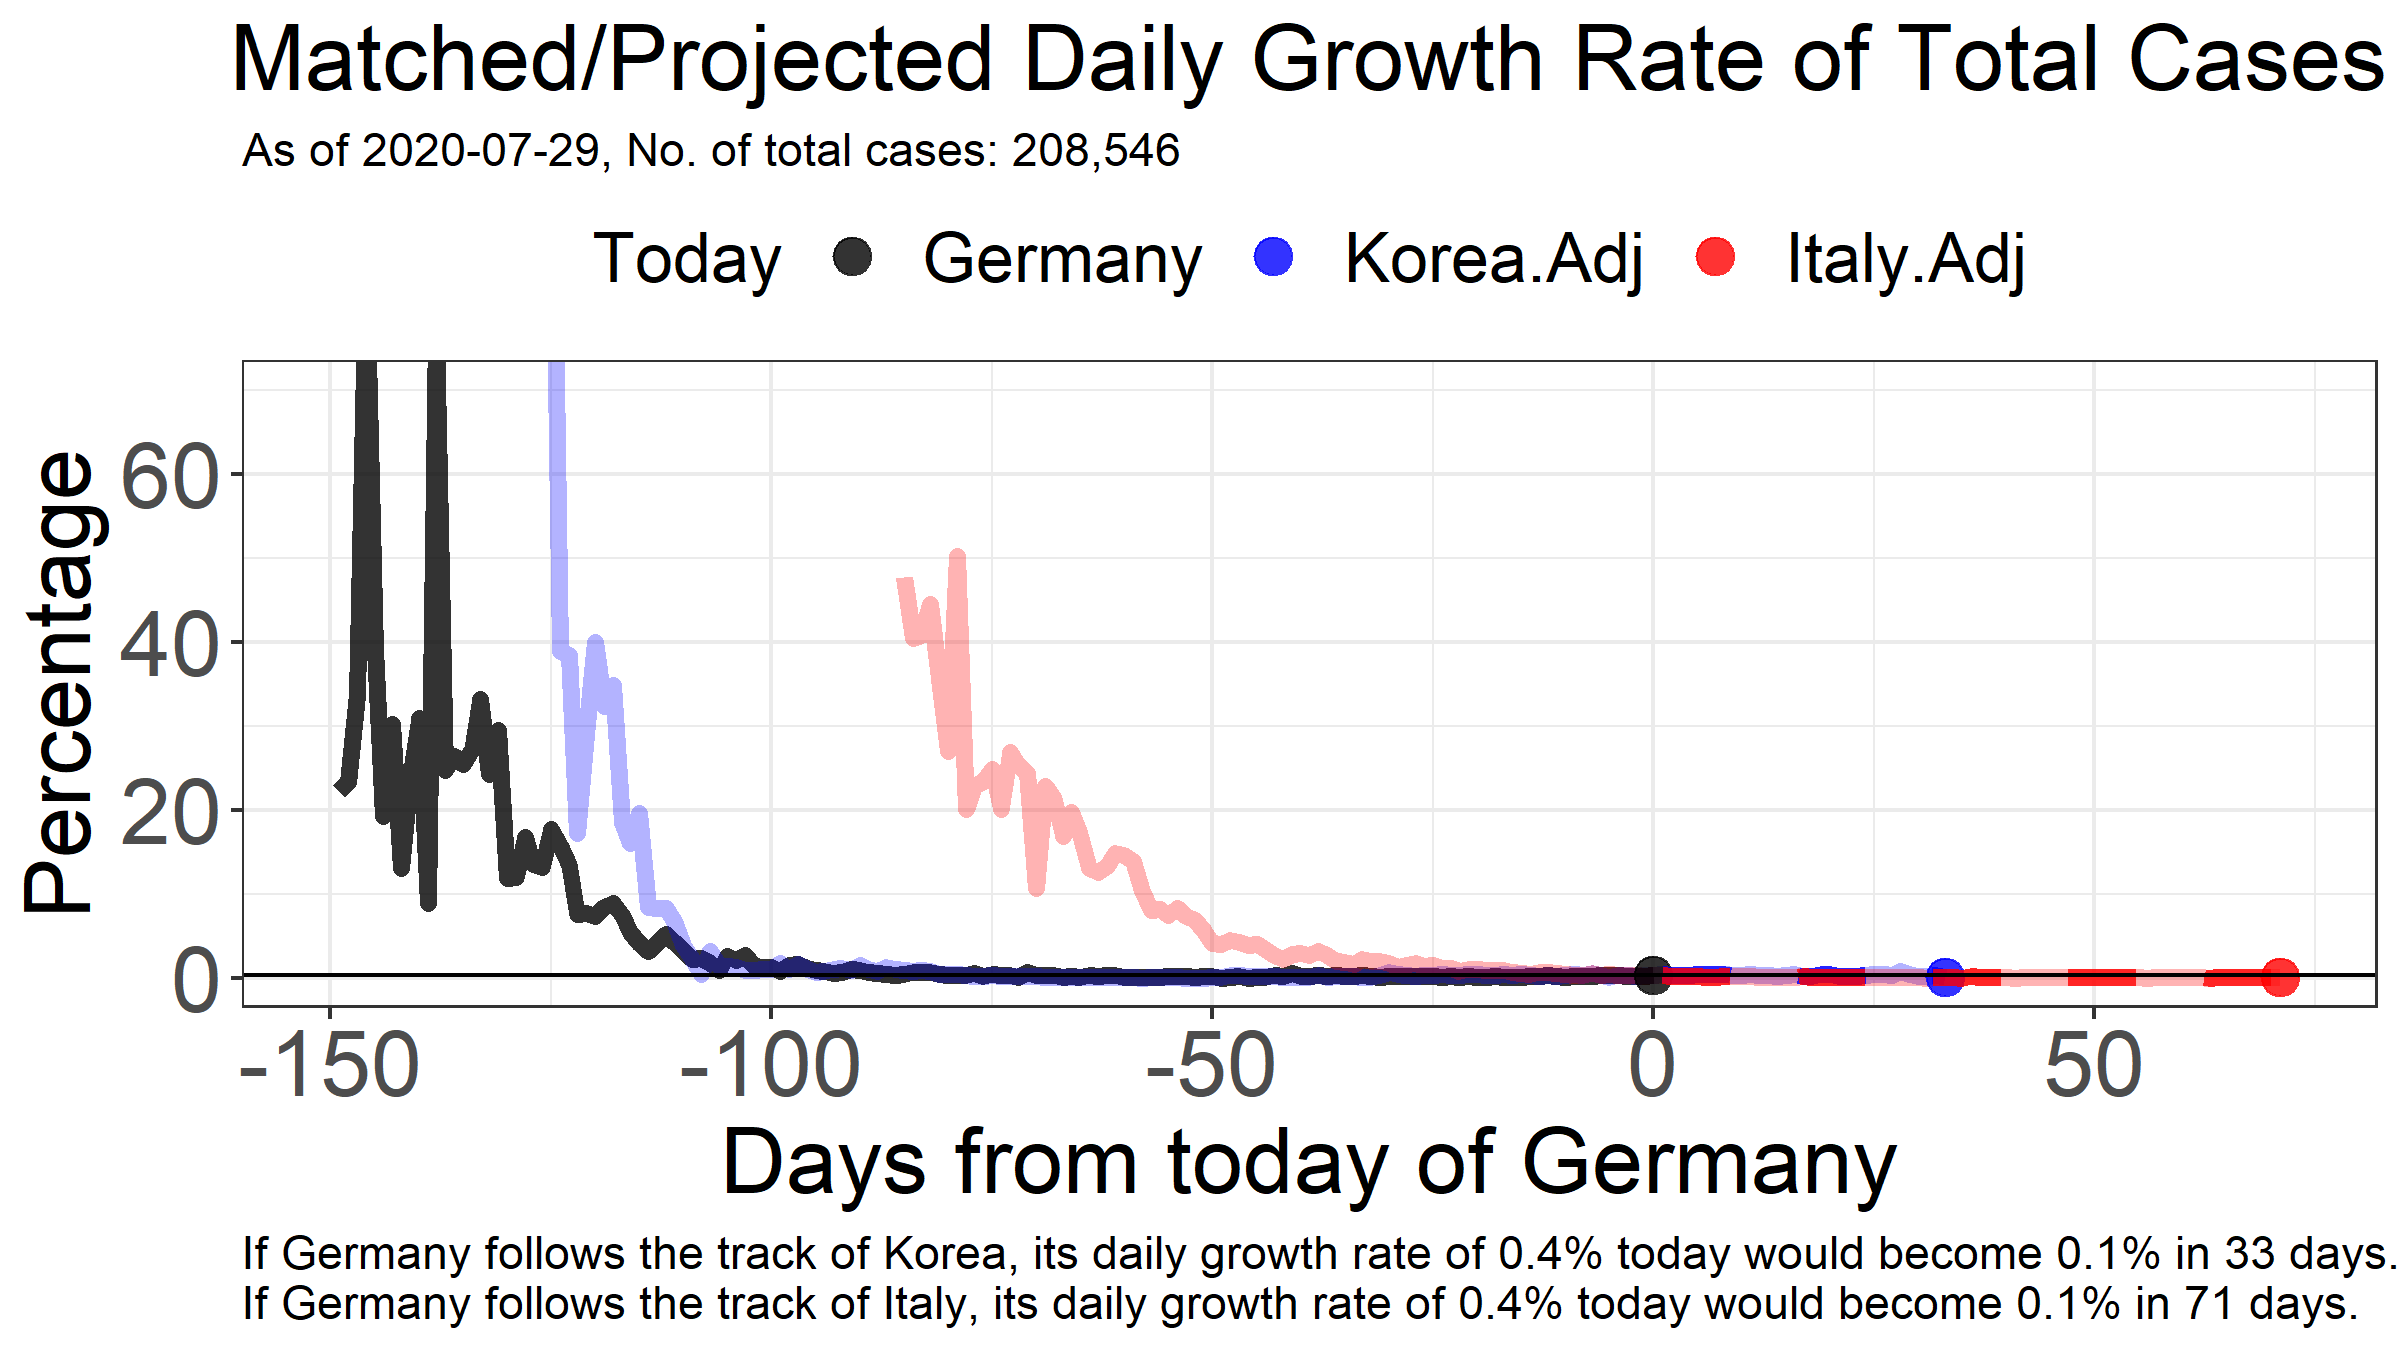 Matched/Projected Daily Growth Rate of Total Cases
As of 2020-07-29, No. of total cases: 208,546
Today Germany Korea.Adj Italy.Adj
Percentage
60
40
20
0
-150 -100 -50 0 50
Days from today of Germany
If Germany follows the track of Korea, its daily growth rate of 0.4% today would become 0.1% in 33 days.
If Germany follows the track of Italy, its daily growth rate of 0.4% today would become 0.1% in 71 days.